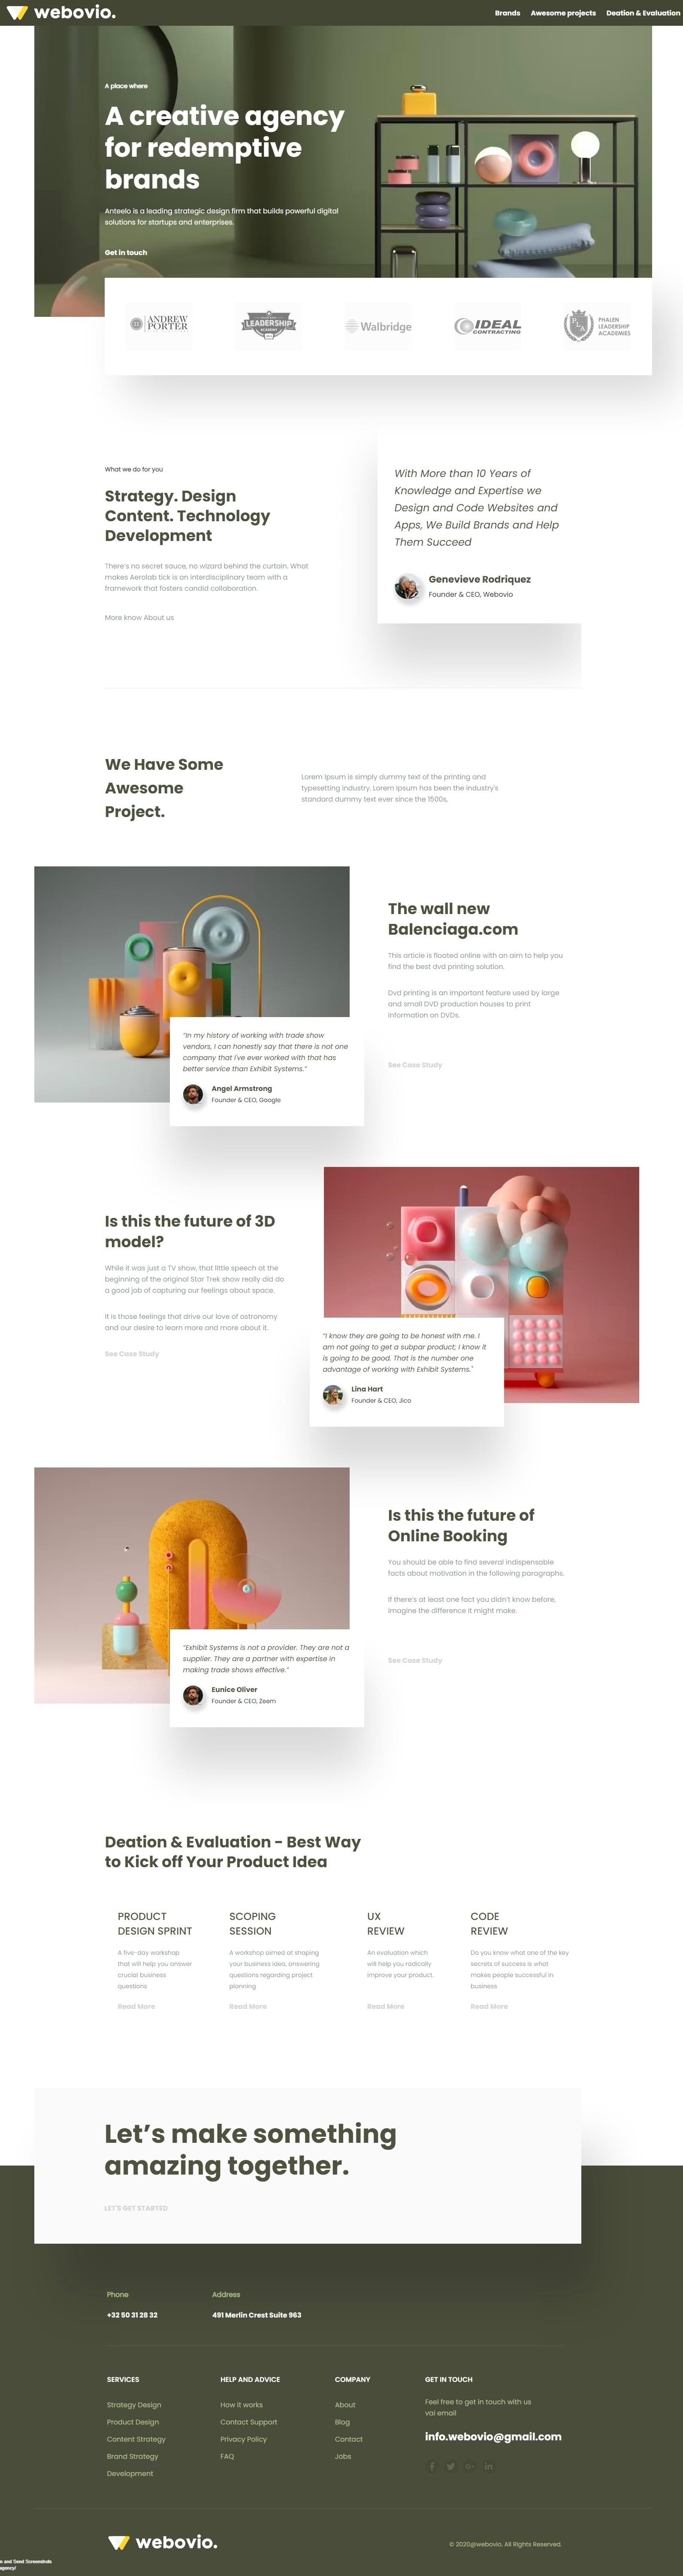 webovio.
Brands Awesome projects Deation & Evaluation
A place where
A creative agency
for redemptive
brands
Anteelo is a leading strategic design firm that builds powerful digital
solutions for startups and enterprises.
Get in touch
ANDREW
PORTER
LEADERSHIP
ACADEMY
Walbridge
IDEAL
CONTRACTING
PLA
PHALEN
LEADERSHIP
ACADEMIES
What we do for you
Strategy. Design
Content. Technology
Development
There's no secret sauce, no wizard behind the curtain. What
makes Aerolab tick is an interdisciplinary team with a
framework that fosters candid collaboration.
More know About us
With More than 10 Years of
Knowledge and Expertise we
Design and Code Websites and
Apps, We Build Brands and Help
Them Succeed
Genevieve Rodriquez
Founder & CEO, Webovio
We Have Some
Awesome
Project.
Lorem Ipsum is simply dummy text of the printing and
typesetting industry. Lorem Ipsum has been the industry's
standard dummy text ever since the 1500s,
The wall new
Balenciaga.com
This article is floated online with an aim to help you
find the best dvd printing solution.
Dvd printing is an important feature used by large
and small DVD production houses to print
information on DVDs.
See Case Study
"In my history of working with trade show
vendors, I can honestly say that there is not one
company that I've ever worked with that has
better service than Exhibit Systems."
Angel Armstrong
Founder & CEO, Google
Is this the future of 3D
model?
While it was just a TV show, that little speech at the
beginning of the original Star Trek show really did do
a good job of capturing our feelings about space.
It is those feelings that drive our love of astronomy
and our desire to learn more and more about it.
See Case Study
"I know they are going to be honest with me. I
am not going to get a subpar product; I know it
is going to be good. That is the number one
advantage of working with Exhibit Systems."
Lina Hart
Founder & CEO, Jico
Is this the future of
Online Booking
You should be able to find several indispensable
facts about motivation in the following paragraphs.
If there's at least one fact you didn't know before,
imagine the difference it might make.
See Case Study
"Exhibit Systems is not a provider. They are not a
supplier. They are a partner with expertise in
making trade shows effective."
Eunice Oliver
Founder & CEO, Zeem
Deation & Evaluation - Best Way
to Kick off Your Product Idea
PRODUCT
DESIGN SPRINT
A five-day workshop
that will help you answer
crucial business
questions
Read More
SCOPING
SESSION
A workshop aimed at shaping
your business idea, answering
questions regarding project
planning
Read More
UX
REVIEW
An evaluation which
will help you radically
improve your product.
Read More
CODE
REVIEW
Do you know what one of the key
secrets of success is what
makes people successful in
business
Read More
Let's make something
amazing together.
LET'S GET STARTED
Phone
+32 50 31 28 32
Address
491 Merlin Crest Suite 963
SERVICES
Strategy Design
Product Design
Content Strategy
Brand Strategy
Development
HELP AND ADVICE
How it works
Contact Support
Privacy Policy
FAQ
COMPANY
About
Blog
Contact
Jobs
GET IN TOUCH
Feel free to get in touch with us
vai email
info.webovio@gmail.com
f G+ in
webovio.
© 2020@webovio. All Rights Reserved.
and Send Screenshots
agency/